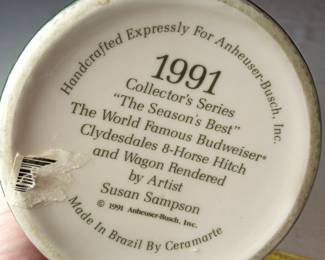 Handcrafted Expressly For Anheuser-Busch, Inc.
1991
Collector's Series
"The Season's Best"
The World Famous Budweiser®
Clydesdales 8-Horse Hitch
and Wagon Rendered
by Artist
Susan Sampson
© 1991 Anheuser-Busch, Inc.
Made In Brazil By Ceramarte